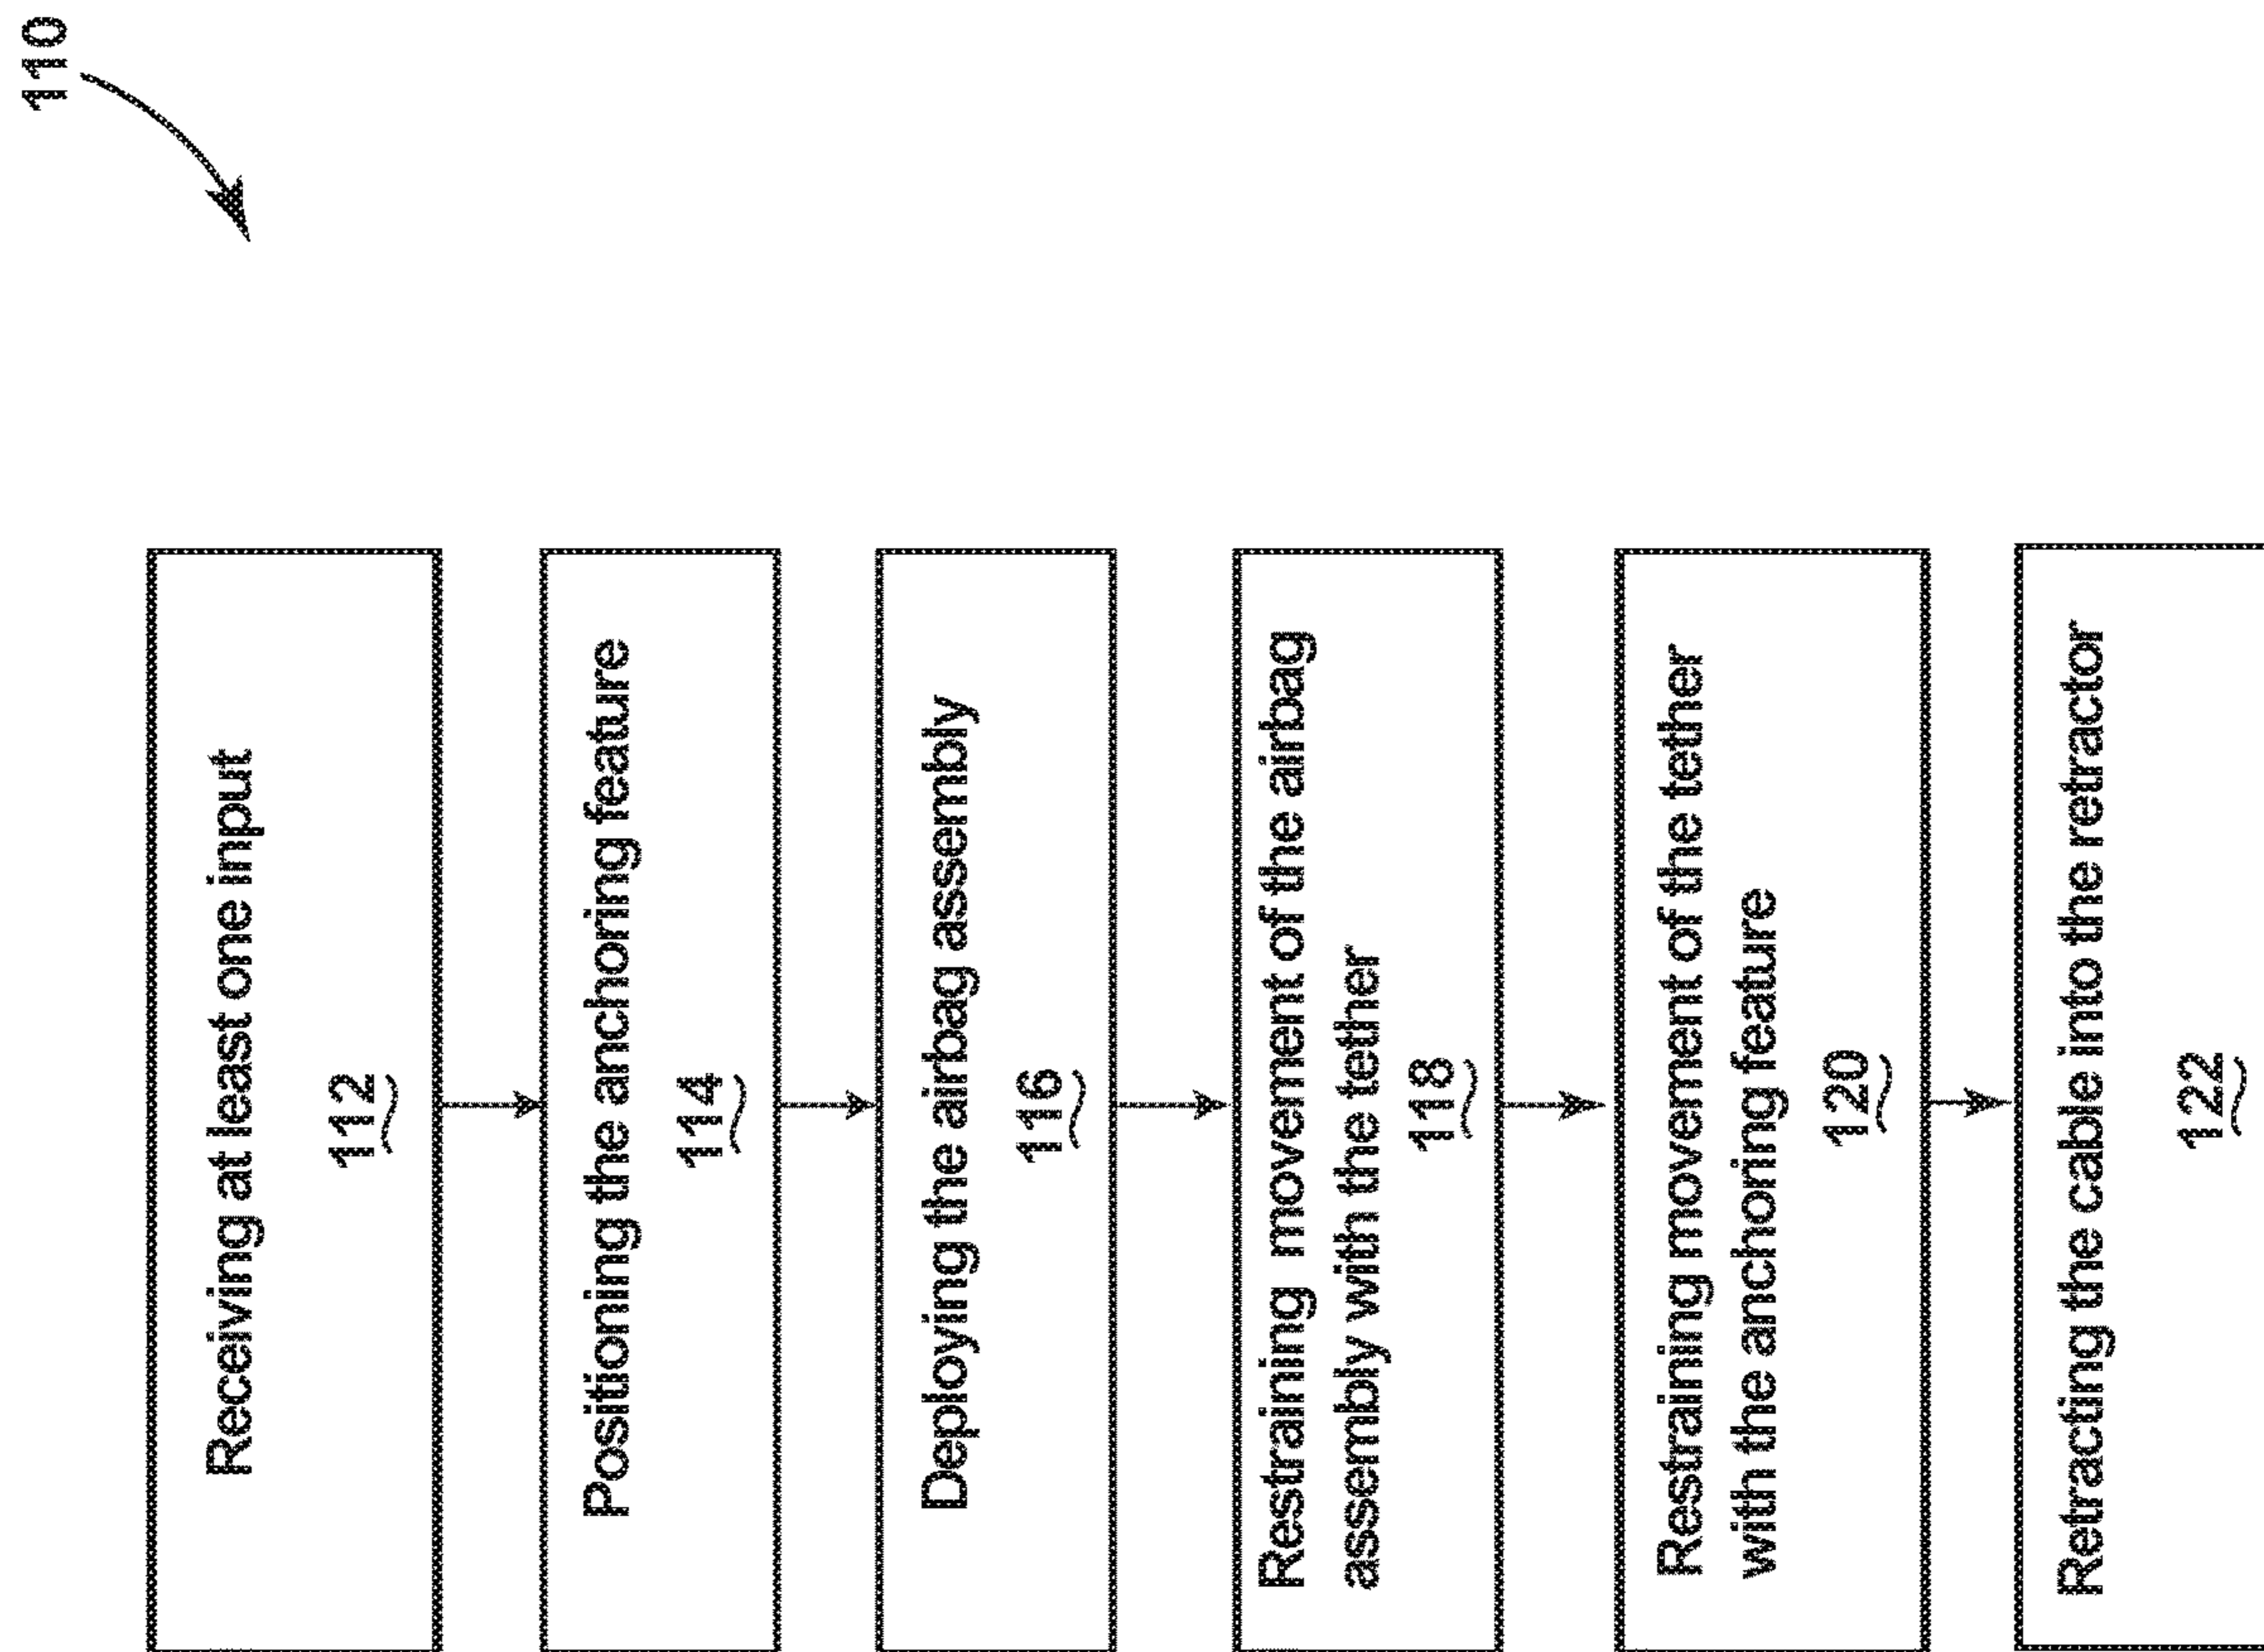 110
Receiving at least one input
112
Positioning the anchoring feature
114
Deploying the airbag assembly
116
Restraining movement of the airbag
assembly with the tether
118
Restraining movement of the tether
with the anchoring feature
120
Retracting the cable into the retractor
122